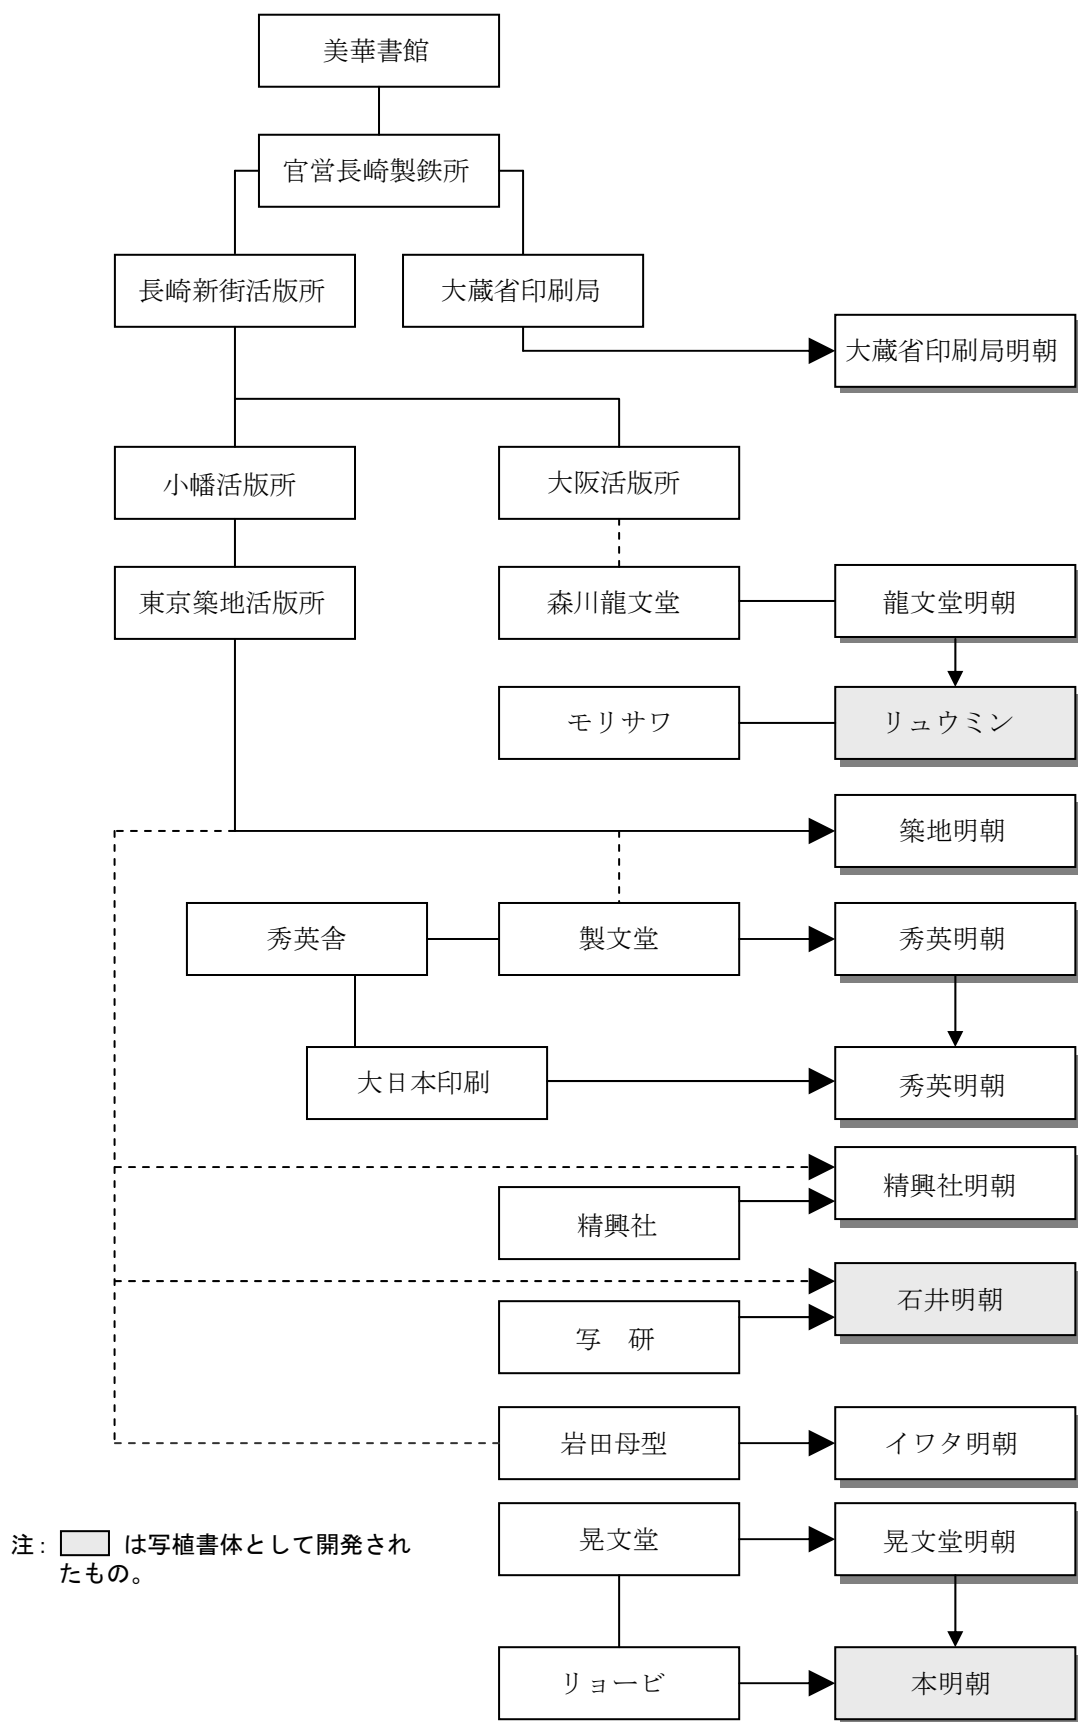 美華書館
官営長崎製鉄所
長崎新街活版所
大蔵省印刷局
大蔵省印刷局明朝
小幡活版所
大阪活版所
東京築地活版所
森川龍文堂
龍文堂明朝
モリサワ
リュウミン
築地明朝
秀英舎
製文堂
秀英明朝
大日本印刷
秀英明朝
精興社明朝
精興社
石井明朝
写　研
岩田母型
イワタ明朝
晃文堂
晃文堂明朝
注: は写植書体として開発され
たもの。
リョービ
本明朝